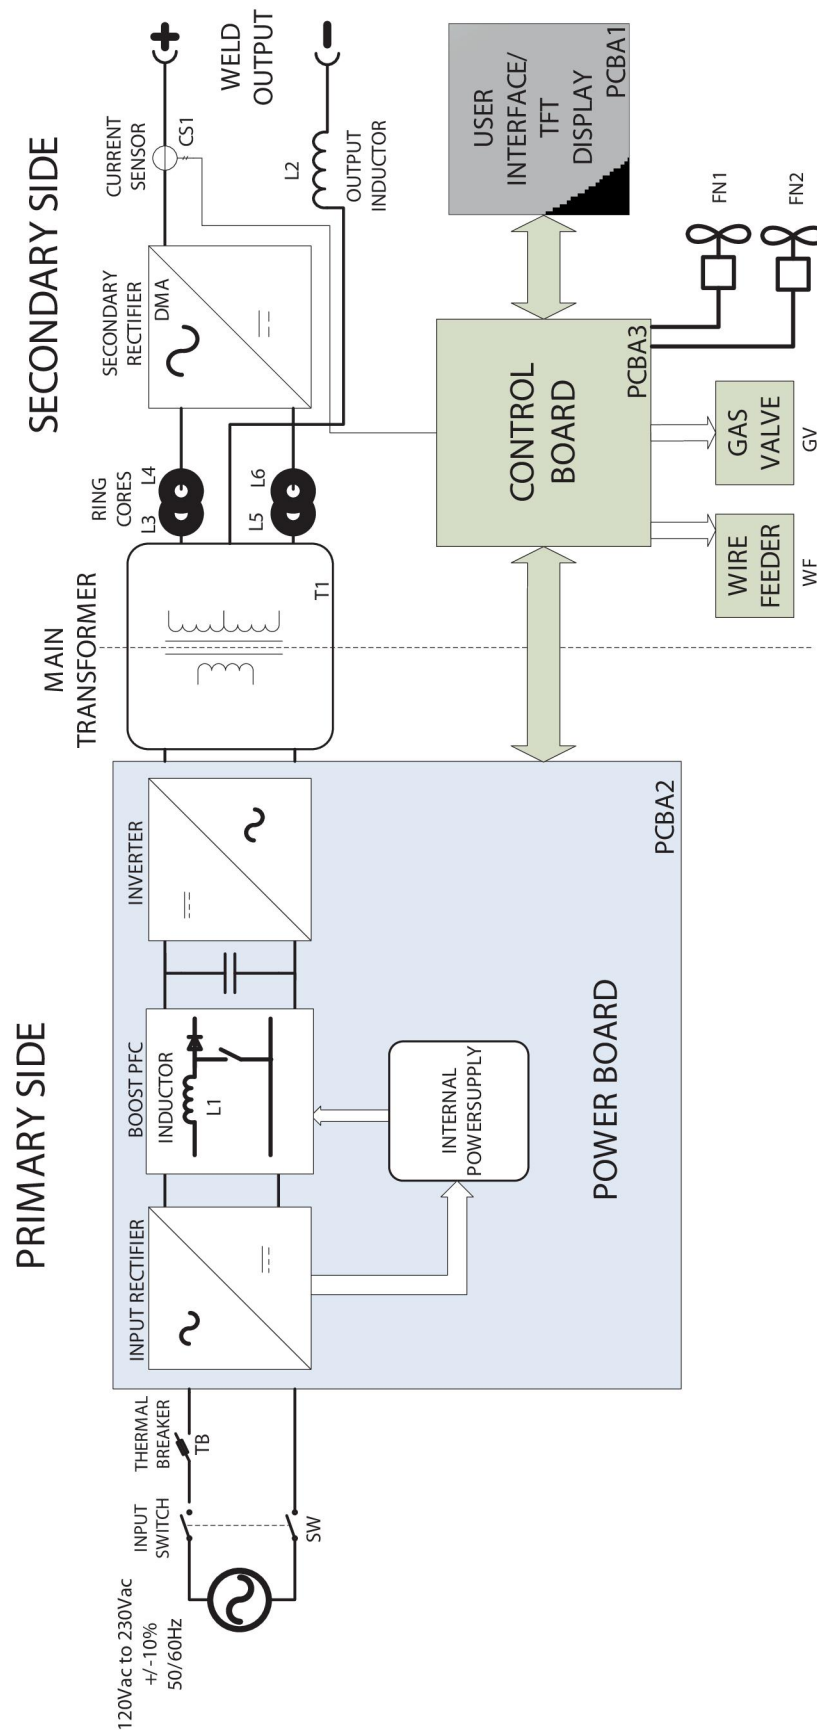 PRIMARY SIDE
SECONDARY SIDE
120Vac to 230Vac
+/-10%
50/60Hz
INPUT
SWITCH
SW
THERMAL
BREAKER
TB
INPUT RECTIFIER
BOOST PFC
INDUCTOR
L1
INVERTER
INTERNAL
POWERSUPPLY
POWER BOARD
PCBA2
MAIN
TRANSFORMER
T1
RING
CORES
L3
L4
L5
L6
SECONDARY
RECTIFIER
DMA
CURRENT
SENSOR
CS1
WELD
OUTPUT
+
-
L2
OUTPUT
INDUCTOR
CONTROL
BOARD
PCBA3
USER
INTERFACE/
TFT
DISPLAY
PCBA1
WIRE
FEEDER
WF
GAS
VALVE
GV
FN1
FN2